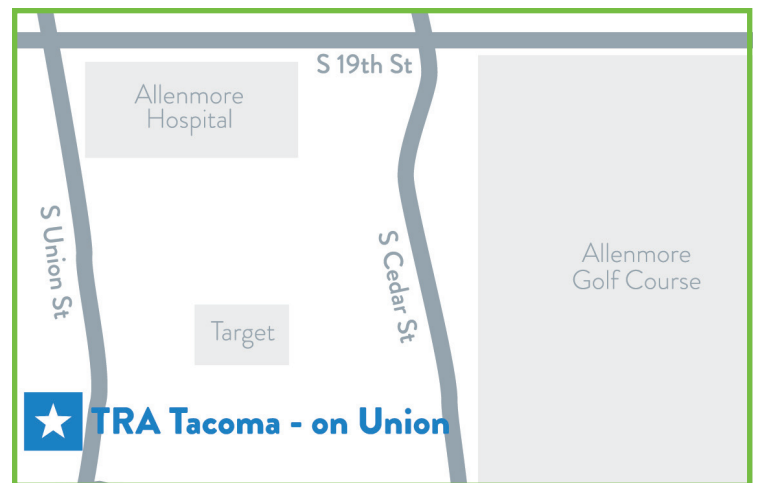 S 19th St
Allenmore
Hospital
S Union St
S Cedar St
Allenmore
Golf Course
Target
TRA Tacoma - on Union